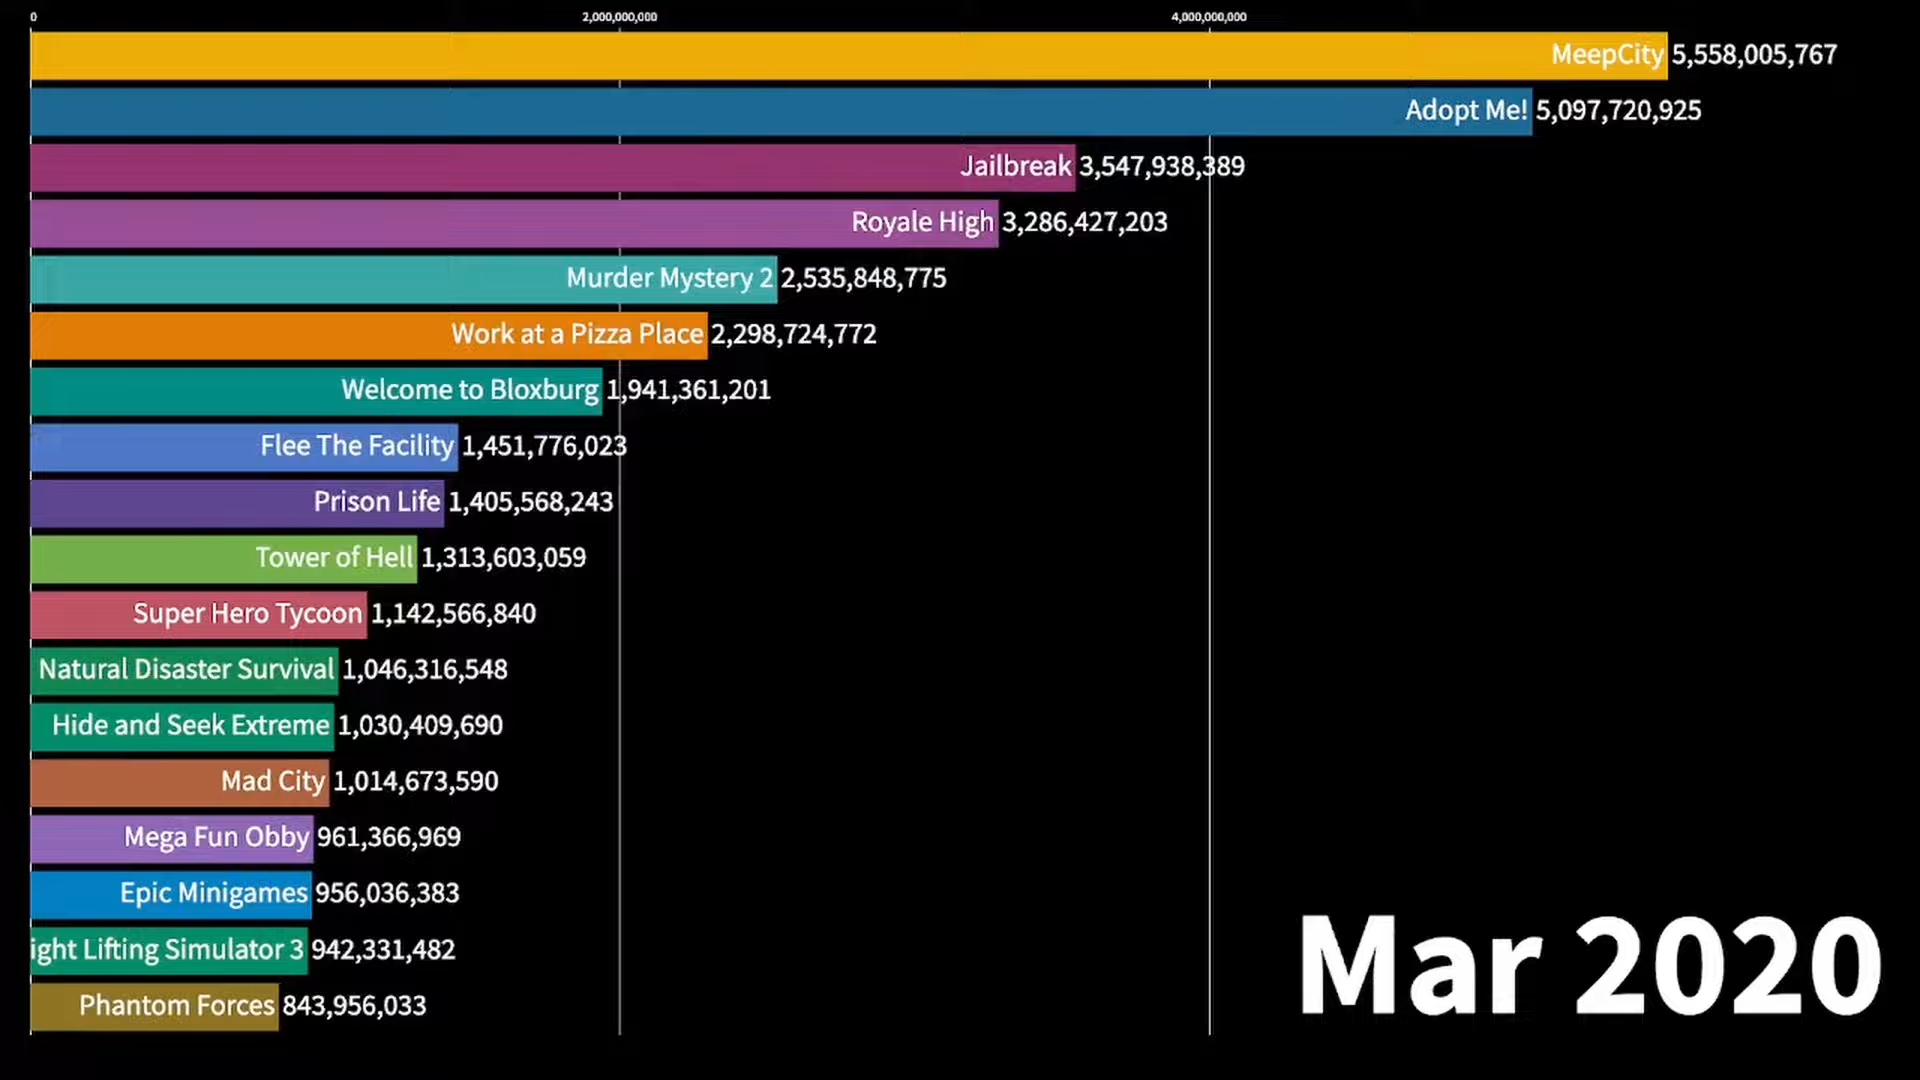 0 2,000,000,000 4,000,000,000
MeepCity 5,558,005,767
Adopt Me! 5,097,720,925
Jailbreak 3,547,938,389
Royale High 3,286,427,203
Murder Mystery 2 2,535,848,775
Work at a Pizza Place 2,298,724,772
Welcome to Bloxburg 1,941,361,201
Flee The Facility 1,451,776,023
Prison Life 1,405,568,243
Tower of Hell 1,313,603,059
Super Hero Tycoon 1,142,566,840
Natural Disaster Survival 1,046,316,548
Hide and Seek Extreme 1,030,409,690
Mad City 1,014,673,590
Mega Fun Obby 961,366,969
Epic Minigames 956,036,383
ight Lifting Simulator 3 942,331,482
Phantom Forces 843,956,033
Mar 2020